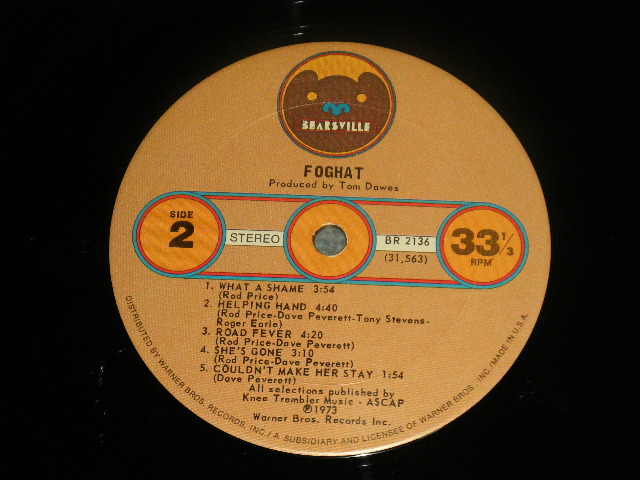 BEARSVILLE
FOGHAT
Produced by Tom Dawes
SIDE
2
STEREO
BR 2136
(31,563)
33 1/3
RPM
1. WHAT A SHAME 3:54
(Rod Price)
2. HELPING HAND 4:40
(Rod Price-Dave Peverett-Tony Stevens-
Roger Earle)
3. ROAD FEVER 4:20
(Rod Price-Dave Peverett)
4. SHE'S GONE 3:10
(Rod Price-Dave Peverett)
5. COULDN'T MAKE HER STAY 1:54
(Dave Peverett)
All selections published by
Knee Trembler Music - ASCAP
℗1973
Warner Bros. Records Inc.
DISTRIBUTED BY WARNER BROS. RECORDS, INC./A SUBSIDIARY AND LICENSEE OF WARNER BROS. INC./MADE IN U.S.A.